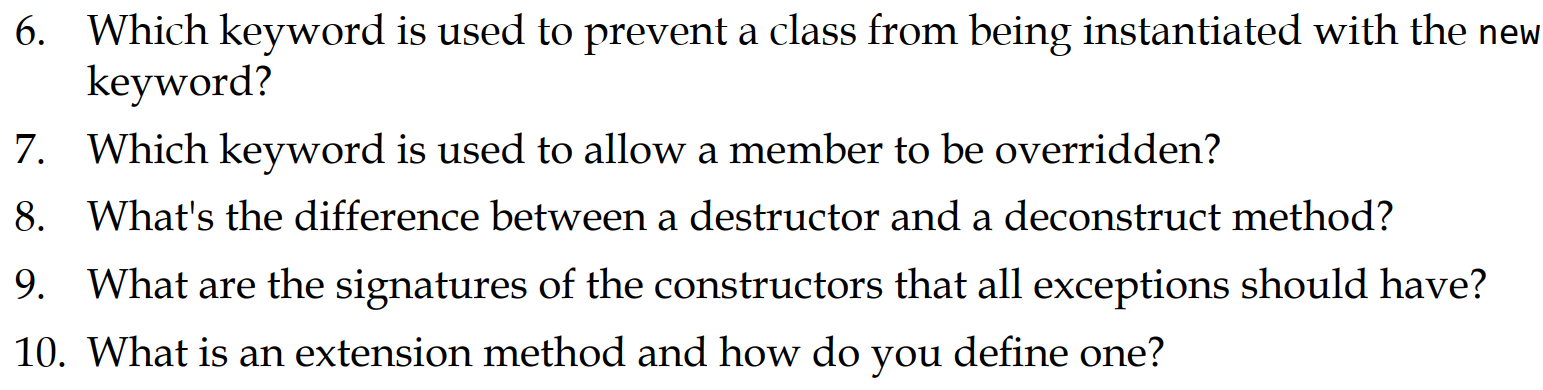 6. Which keyword is used to prevent a class from being instantiated with the new
keyword?
7. Which keyword is used to allow a member to be overridden?
8. What's the difference between a destructor and a deconstruct method?
9. What are the signatures of the constructors that all exceptions should have?
10. What is an extension method and how do you define one?